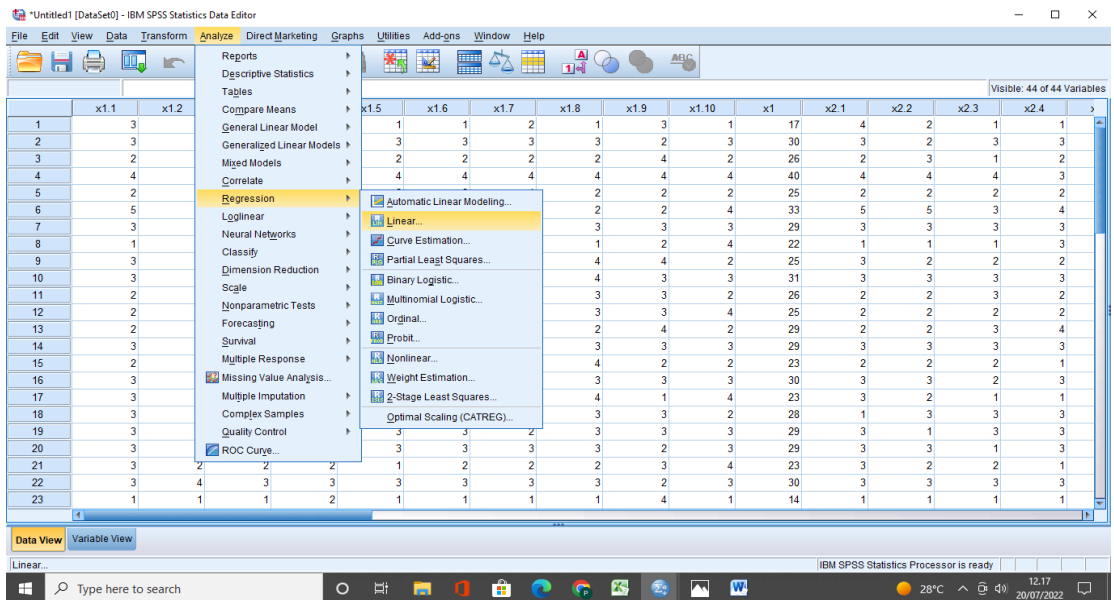 *Untitled1 [DataSet0] - IBM SPSS Statistics Data Editor
File Edit View Data Transform Analyze Direct Marketing Graphs Utilities Add-ons Window Help
Visible: 44 of 44 Variables
Reports
Descriptive Statistics
Tables
Compare Means
General Linear Model
Generalized Linear Models
Mixed Models
Correlate
Regression
Loglinear
Neural Networks
Classify
Dimension Reduction
Scale
Nonparametric Tests
Forecasting
Survival
Multiple Response
Missing Value Analysis...
Multiple Imputation
Complex Samples
Quality Control
ROC Curve...
Automatic Linear Modeling...
Linear...
Curve Estimation...
Partial Least Squares...
Binary Logistic...
Multinomial Logistic...
Ordinal...
Probit...
Nonlinear...
Weight Estimation...
2-Stage Least Squares...
Optimal Scaling (CATREG)...
x1.1 x1.2 x1.5 x1.6 x1.7 x1.8 x1.9 x1.10 x1 x2.1 x2.2 x2.3 x2.4
1 3 1 1 2 1 3 1 17 4 2 1 1
2 3 3 3 3 3 2 3 30 3 2 3 3
3 2 2 2 2 2 4 2 26 2 3 1 2
4 4 4 4 4 4 4 4 40 4 4 4 3
5 2 2 2 2 25 2 2 2 2
6 5 2 2 4 33 5 5 3 4
7 3 3 3 3 29 3 3 3 3
8 3 1 2 4 22 1 1 1 3
9 3 4 4 2 25 3 2 2 2
10 3 4 3 3 31 3 3 3 3
11 2 3 3 2 26 2 2 3 2
12 2 3 3 4 25 2 2 2 2
13 2 2 4 2 29 2 2 3 4
14 3 3 3 3 29 3 3 3 3
15 2 4 2 2 23 2 2 1 2
16 3 3 3 3 30 3 3 2 3
17 3 4 1 4 23 3 2 1 1
18 3 3 3 2 28 1 3 3 3
19 3 3 3 2 3 3 3 29 3 1 3 3
20 3 3 3 3 3 2 3 29 3 3 1 3
21 3 2 2 2 1 2 2 2 3 4 23 3 2 2 1
22 3 4 3 3 3 3 3 3 2 3 30 3 3 3 3
23 1 1 1 2 1 1 1 1 4 1 14 1 1 1 1
Data View Variable View
Linear...
IBM SPSS Statistics Processor is ready
Type here to search
28°C
12.17
20/07/2022